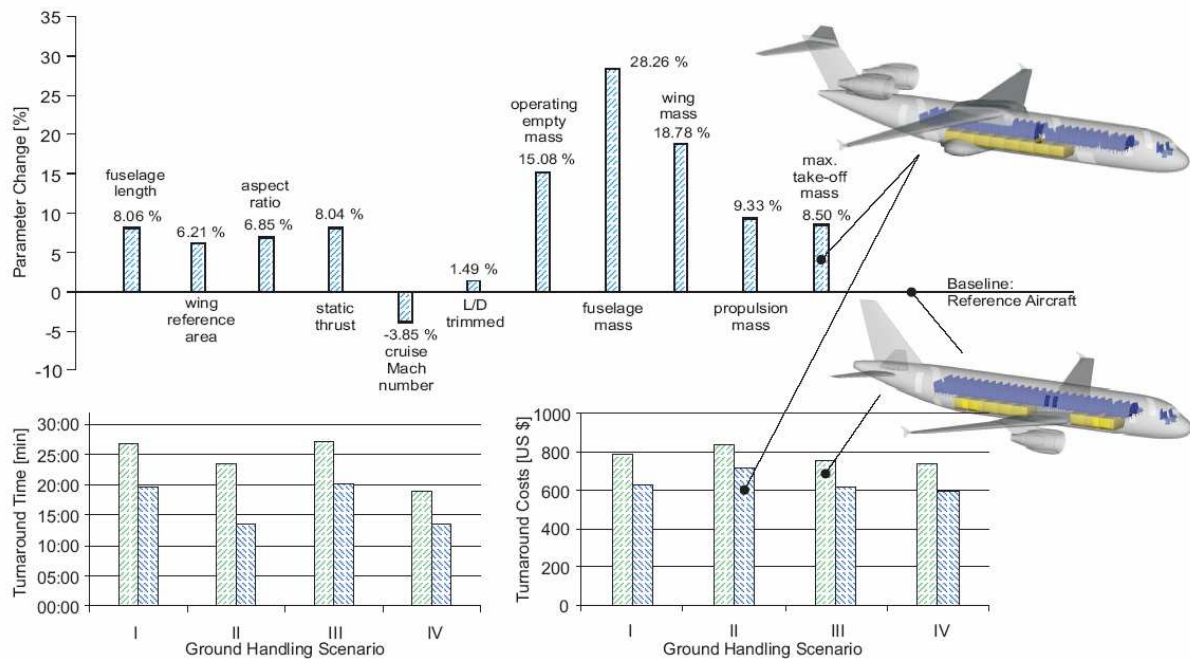 35
30
25
20
15
10
5
0
-5
-10
Parameter Change [%]
fuselage
length
8.06 %
6.21 %
wing
reference
area
aspect
ratio
6.85 %
8.04 %
static
thrust
-3.85 %
cruise
Mach
number
1.49 %
L/D
trimmed
operating
empty
mass
15.08 %
28.26 %
fuselage
mass
wing
mass
18.78 %
9.33 %
propulsion
mass
max.
take-off
mass
8.50 %
Baseline:
Reference Aircraft
30:00
25:00
20:00
15:00
10:00
05:00
00:00
Turnaround Time [min]
I II III IV
Ground Handling Scenario
1000
800
600
400
200
0
Turnaround Costs [US $]
I II III IV
Ground Handling Scenario